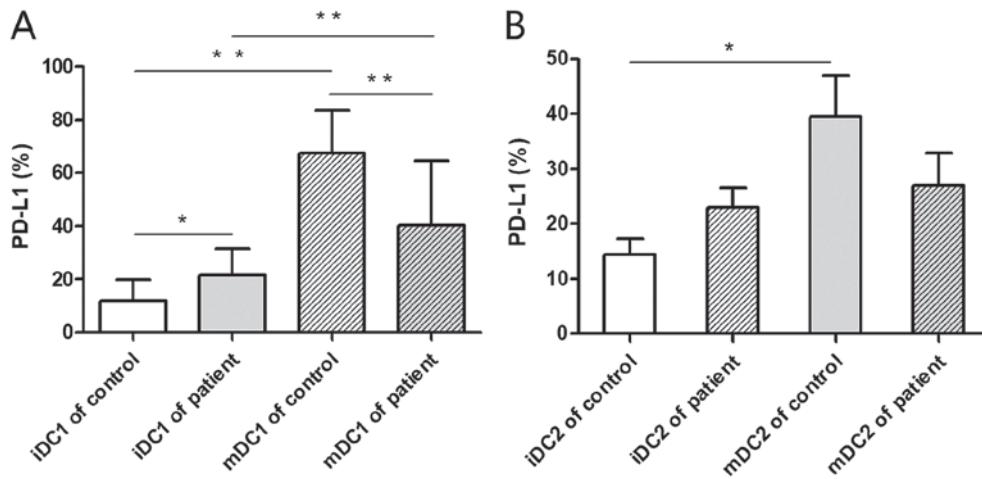 A
PD-L1 (%)
100
80
60
40
20
0
**
**
**
*
iDC1 of control
iDC1 of patient
mDC1 of control
mDC1 of patient
B
PD-L1 (%)
50
40
30
20
10
0
*
iDC2 of control
iDC2 of patient
mDC2 of control
mDC2 of patient